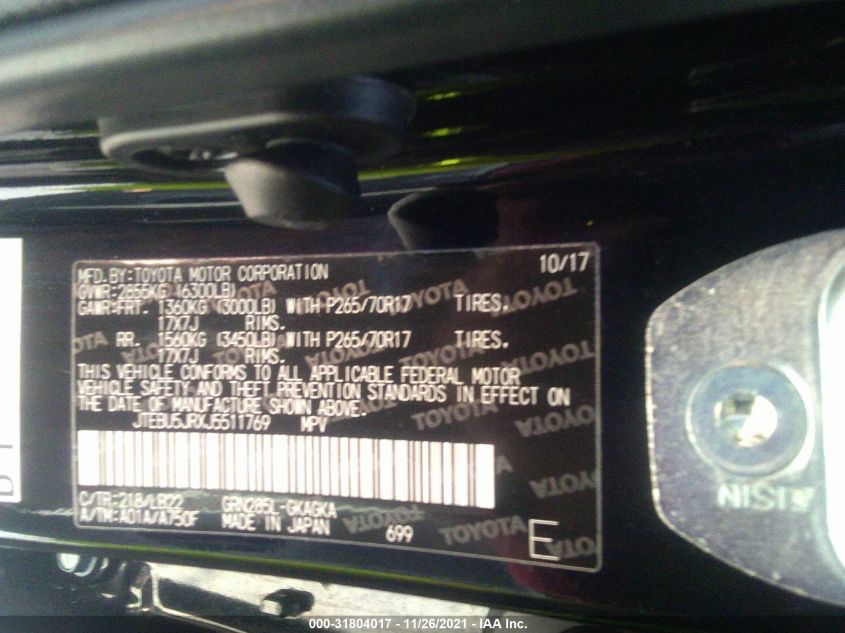 MFD.BY:TOYOTA MOTOR CORPORATION 10/17
GVWR:2855KG (6300LB)
GAWR:FRT. 1360KG (3000LB) WITH P265/70R17 TIRES.
17X7J RIMS.
RR. 1560KG (3450LB) WITH P265/70R17 TIRES.
17X7J RIMS.
THIS VEHICLE CONFORMS TO ALL APPLICABLE FEDERAL MOTOR
VEHICLE SAFETY AND THEFT PREVENTION STANDARDS IN EFFECT ON
THE DATE OF MANUFACTURE SHOWN ABOVE.
JTEBU5JRXJ5511769 MPV
C/TR:218/LB22 GRN285L-GKAGKA
A/TM:A01A/A750F MADE IN JAPAN 699 E
AISIN
000-31804017 - 11/26/2021 - IAA Inc.